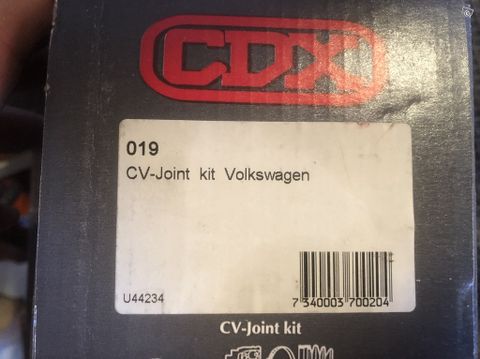 CDX
019
CV-Joint kit Volkswagen
U44234
7 340003 700204
CV-Joint kit